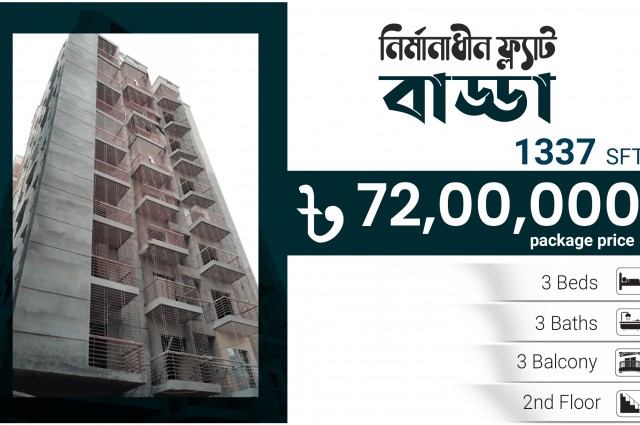 নির্মানাধীন ফ্ল্যাট
বাড্ডা
1337 SFT
৳ 72,00,000
package price
3 Beds
3 Baths
3 Balcony
2nd Floor